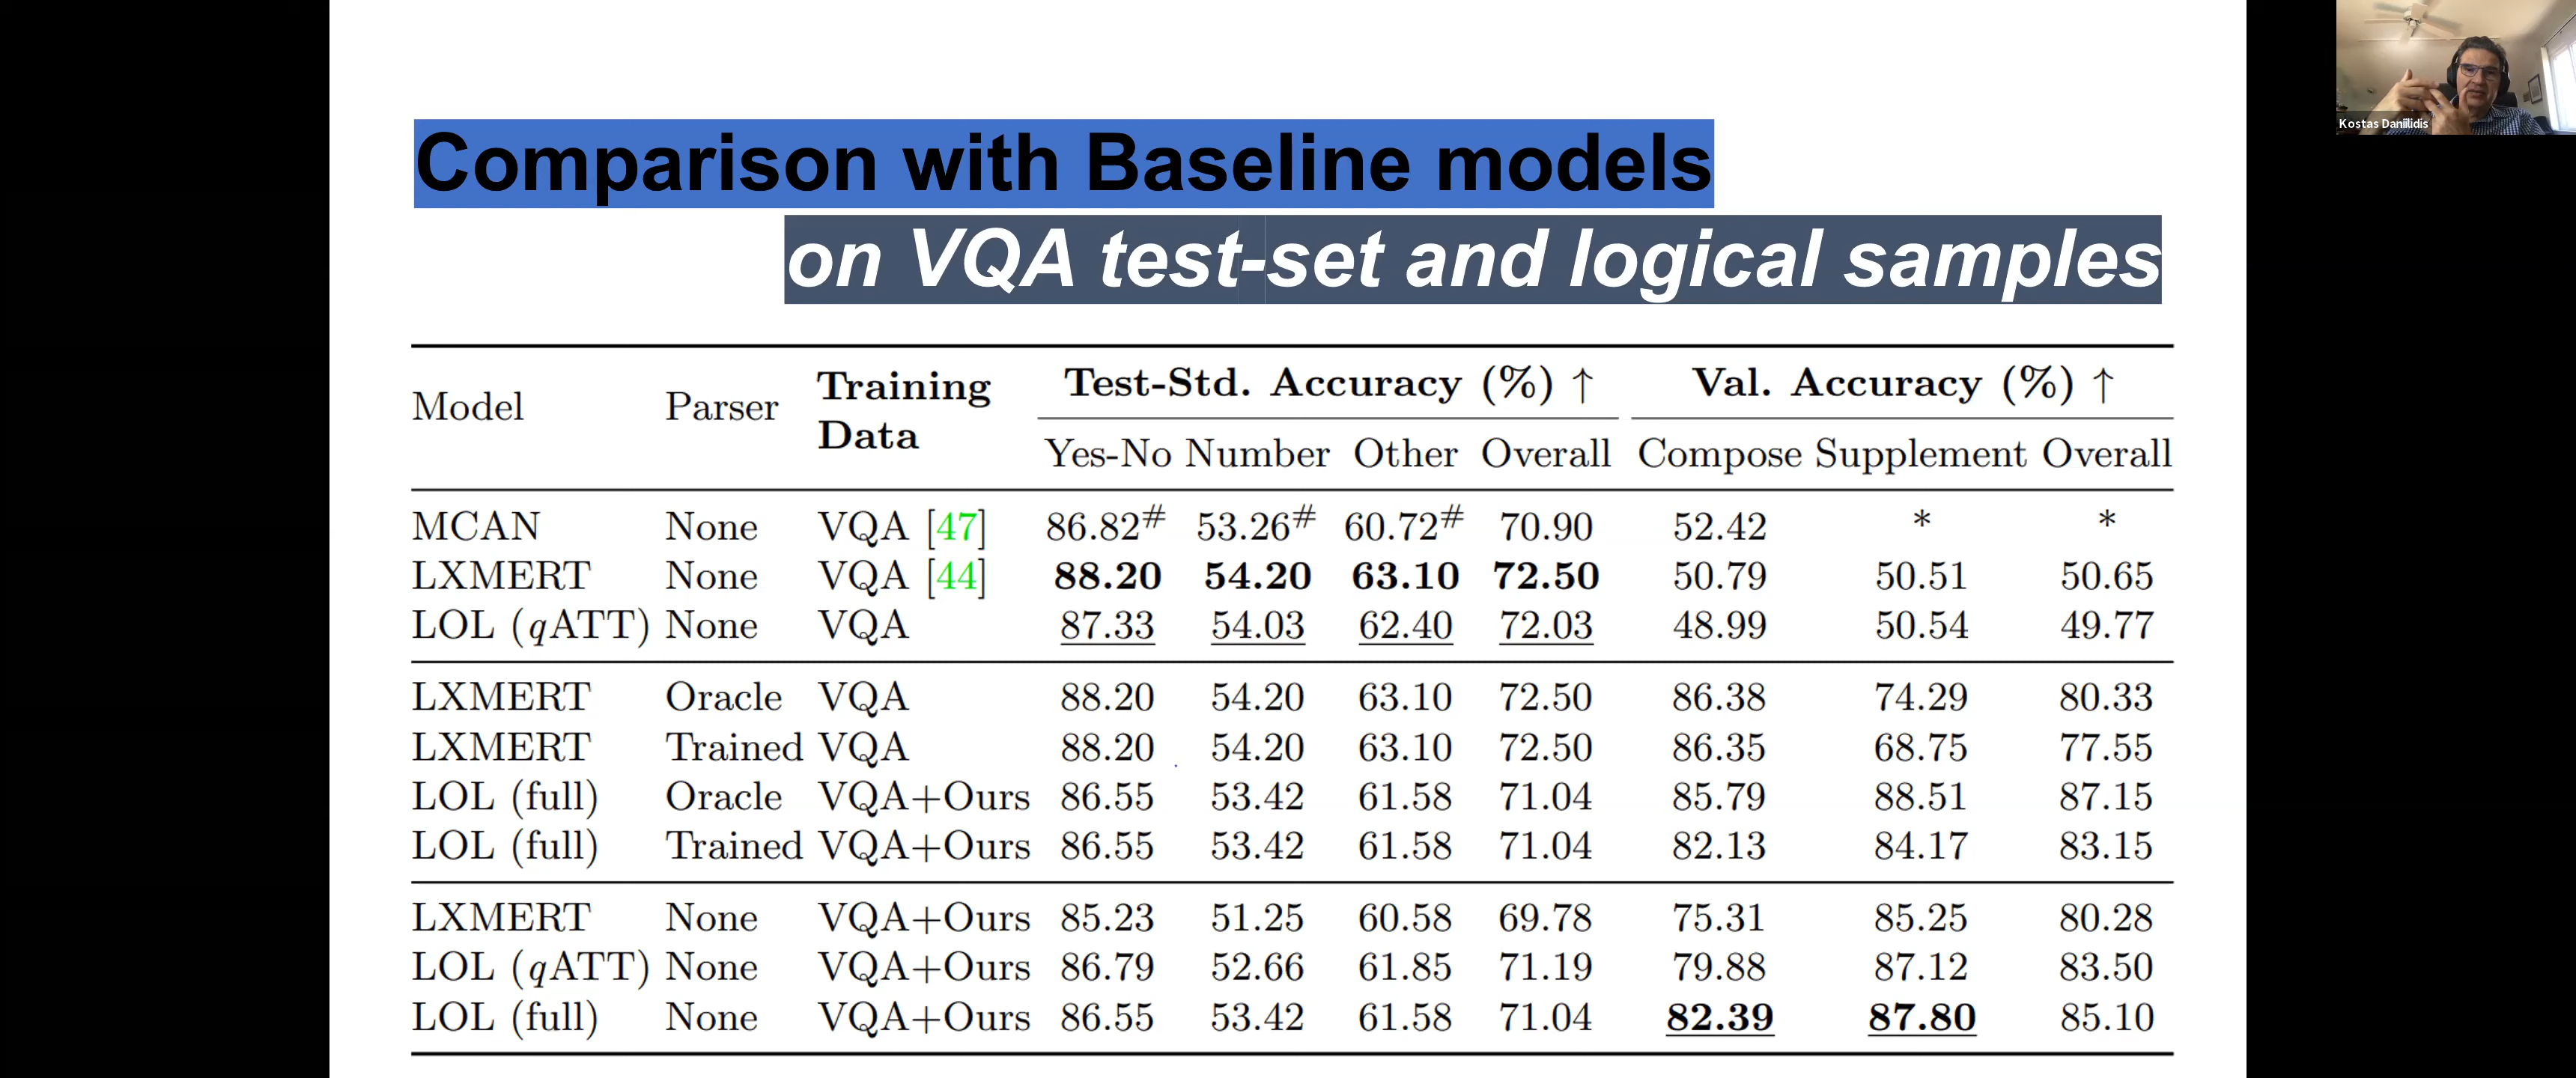 Comparison with Baseline models
on VQA test-set and logical samples
Kostas Daniilidis
Model Parser Training Data Test-Std. Accuracy (%) ↑ Val. Accuracy (%) ↑
Yes-No Number Other Overall Compose Supplement Overall
MCAN None VQA [47] 86.82# 53.26# 60.72# 70.90 52.42 * *
LXMERT None VQA [44] 88.20 54.20 63.10 72.50 50.79 50.51 50.65
LOL (qATT) None VQA 87.33 54.03 62.40 72.03 48.99 50.54 49.77
LXMERT Oracle VQA 88.20 54.20 63.10 72.50 86.38 74.29 80.33
LXMERT Trained VQA 88.20 54.20 63.10 72.50 86.35 68.75 77.55
LOL (full) Oracle VQA+Ours 86.55 53.42 61.58 71.04 85.79 88.51 87.15
LOL (full) Trained VQA+Ours 86.55 53.42 61.58 71.04 82.13 84.17 83.15
LXMERT None VQA+Ours 85.23 51.25 60.58 69.78 75.31 85.25 80.28
LOL (qATT) None VQA+Ours 86.79 52.66 61.85 71.19 79.88 87.12 83.50
LOL (full) None VQA+Ours 86.55 53.42 61.58 71.04 82.39 87.80 85.10